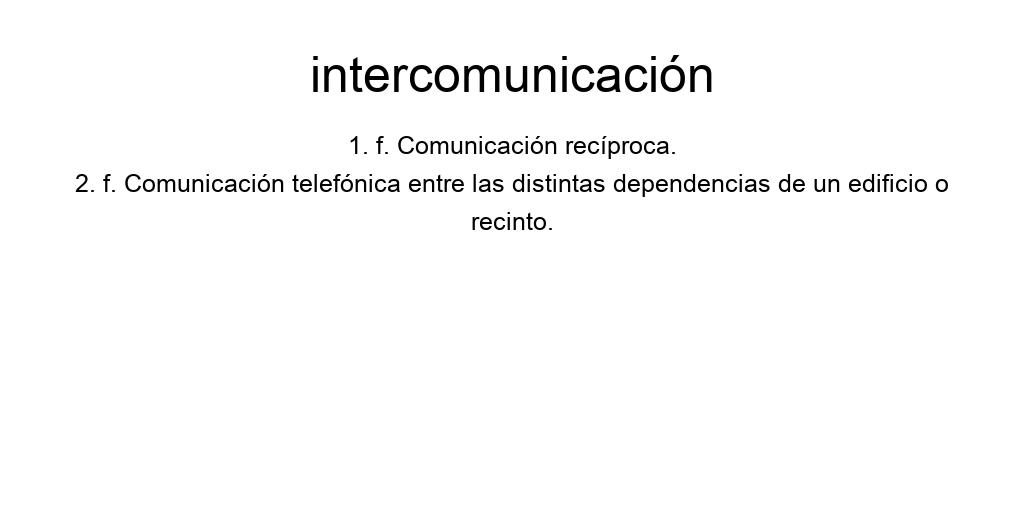 intercomunicación
1. f. Comunicación recíproca.
2. f. Comunicación telefónica entre las distintas dependencias de un edificio o
recinto.